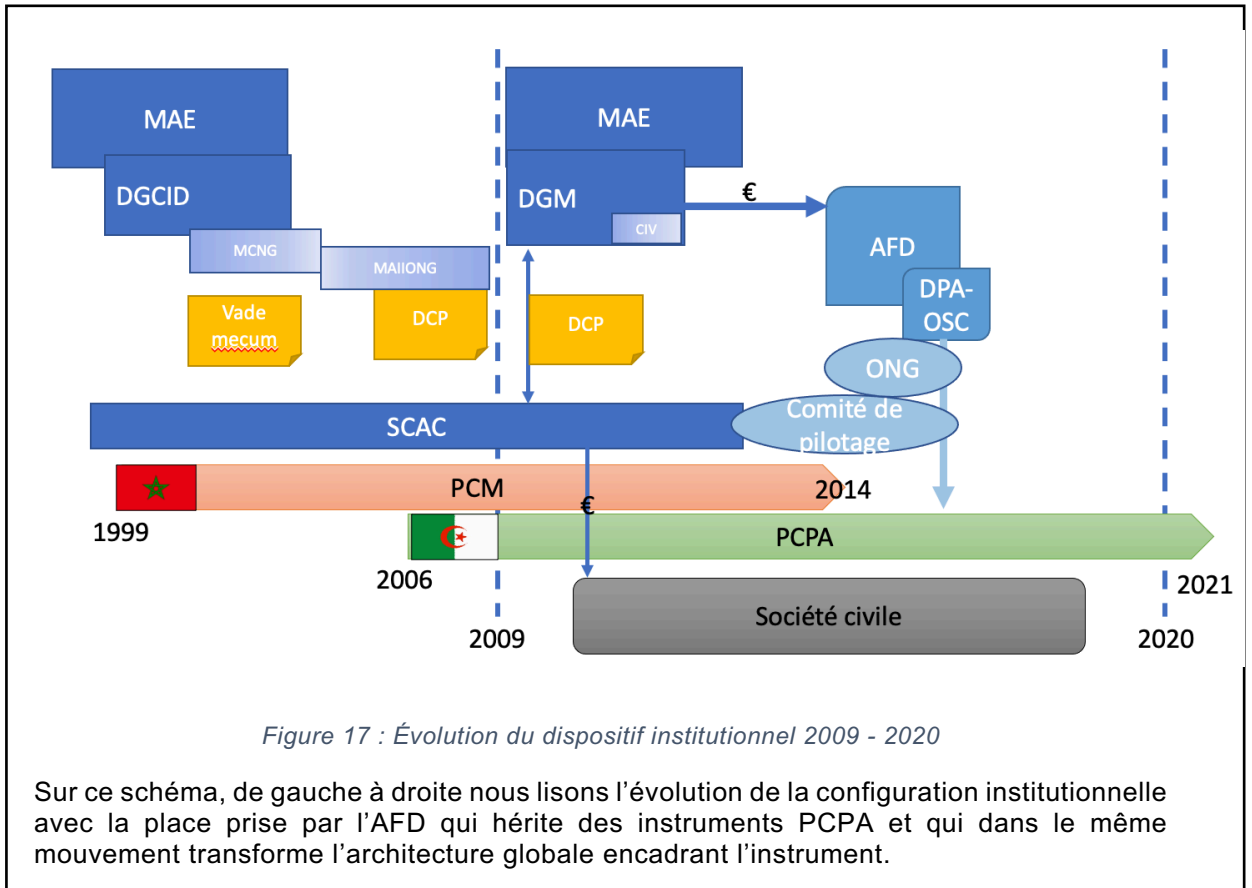 MAE
DGCID
MCNG
MAIIONG
Vade
mecum
DCP
MAE
DGM
CIV
€
DCP
AFD
DPA-
OSC
ONG
Comité de
pilotage
SCAC
PCM
2014
1999
€
PCPA
2006
2021
Société civile
2009
2020
Figure 17 : Évolution du dispositif institutionnel 2009 - 2020
Sur ce schéma, de gauche à droite nous lisons l’évolution de la configuration institutionnelle
avec la place prise par l’AFD qui hérite des instruments PCPA et qui dans le même
mouvement transforme l’architecture globale encadrant l’instrument.